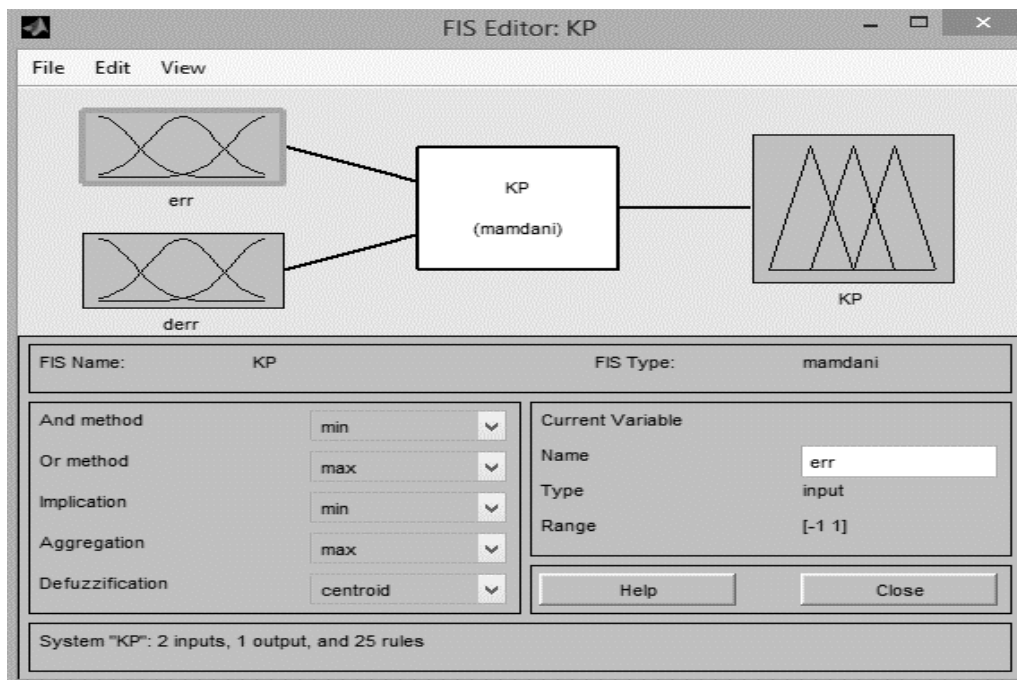 FIS Editor: KP
File Edit View
err
derr
KP
(mamdani)
KP
FIS Name: KP FIS Type: mamdani
And method min
Or method max
Implication min
Aggregation max
Defuzzification centroid
Current Variable
Name err
Type input
Range [-1 1]
Help Close
System "KP": 2 inputs, 1 output, and 25 rules